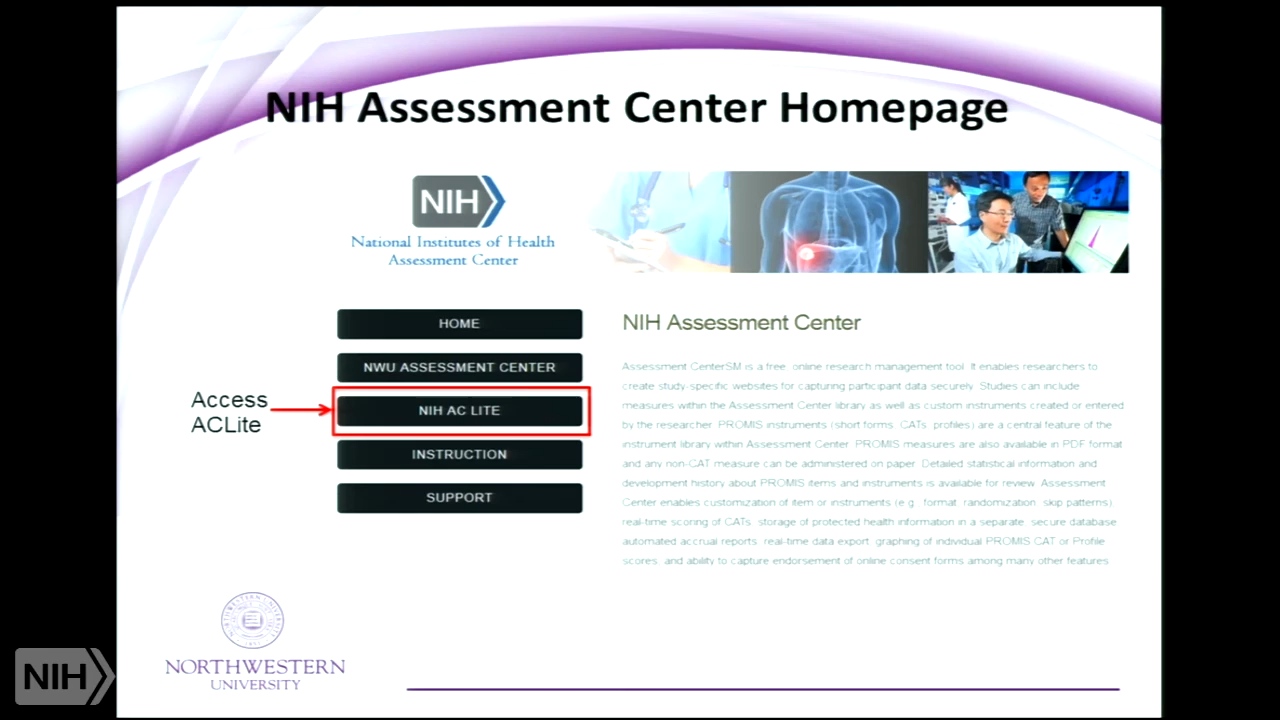 NIH Assessment Center Homepage
NIH
National Institutes of Health
Assessment Center
HOME
NWU ASSESSMENT CENTER
NIH AC LITE
INSTRUCTION
SUPPORT
Access
ACLite
NIH Assessment Center
Assessment CenterSM is a free, online research management tool. It enables researchers to
create study-specific websites for capturing participant data securely. Studies can include
measures within the Assessment Center library as well as custom instruments created or entered
by the researcher. PROMIS instruments (short forms, CATs, profiles) are a central feature of the
instrument library within Assessment Center. PROMIS measures are also available in PDF format
and any non-CAT measure can be administered on paper. Detailed statistical information and
development history about PROMIS items and instruments is available for review. Assessment
Center enables customization of item or instruments (e.g., format, randomization, skip patterns),
real-time scoring of CATs, storage of protected health information in a separate, secure database,
automated accrual reports, real-time data export, graphing of individual PROMIS CAT or Profile
scores, and ability to capture endorsement of online consent forms among many other features.
NORTHWESTERN
UNIVERSITY
NIH